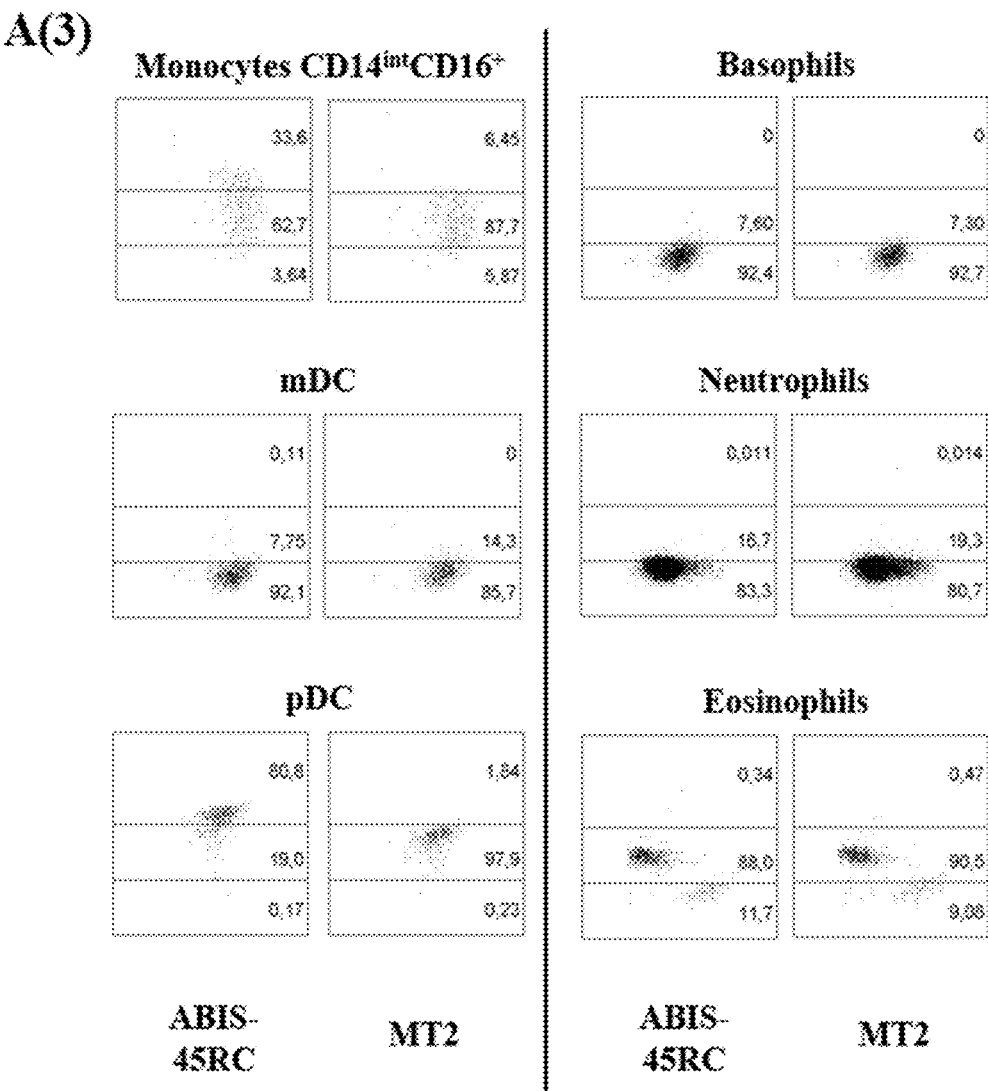 A(3)
Monocytes CD14intCD16+
33,6
62,7
3,64
6,45
87,7
5,87
Basophils
0
7,60
92,4
0
7,30
92,7
mDC
0,11
7,75
92,1
0
14,3
85,7
Neutrophils
0,011
16,7
83,3
0,014
19,3
80,7
pDC
80,8
19,0
0,17
1,84
97,9
0,23
Eosinophils
0,34
88,0
11,7
0,47
90,5
9,08
ABIS-
45RC
MT2
ABIS-
45RC
MT2